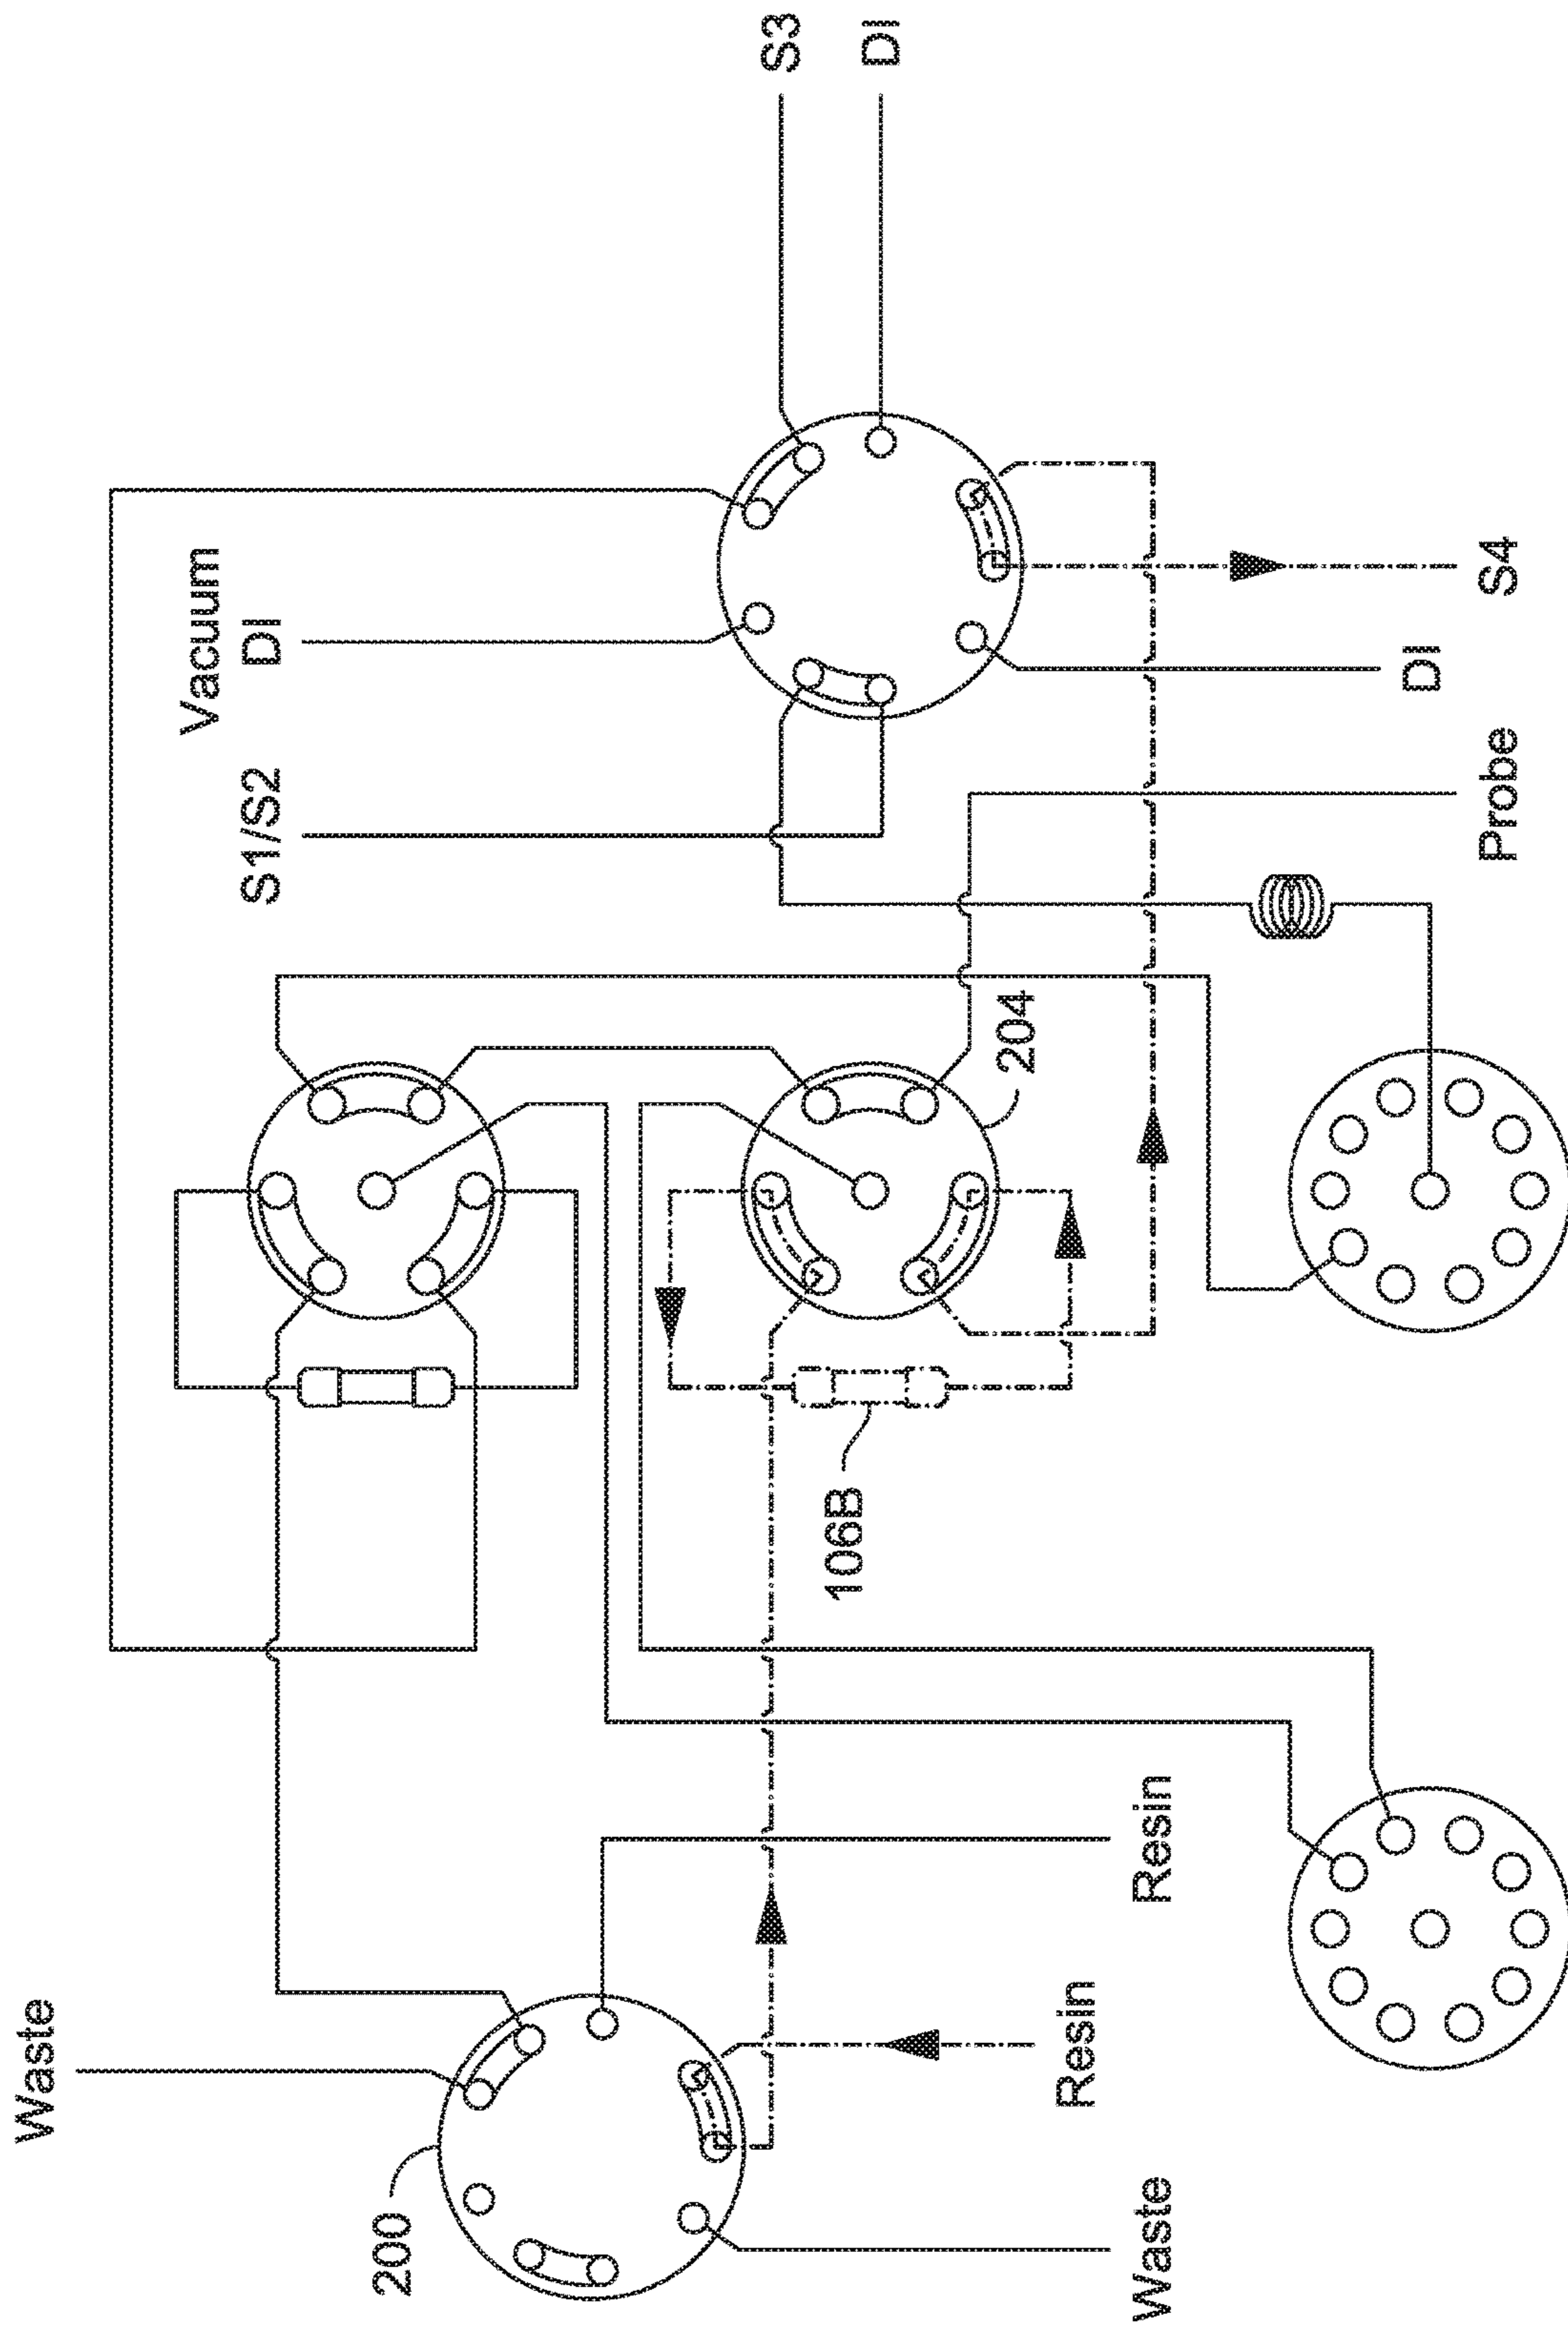 Waste
200
Waste
Resin
Resin
106B
204
S1/S2
Vacuum
DI
Probe
DI
S4
S3
DI